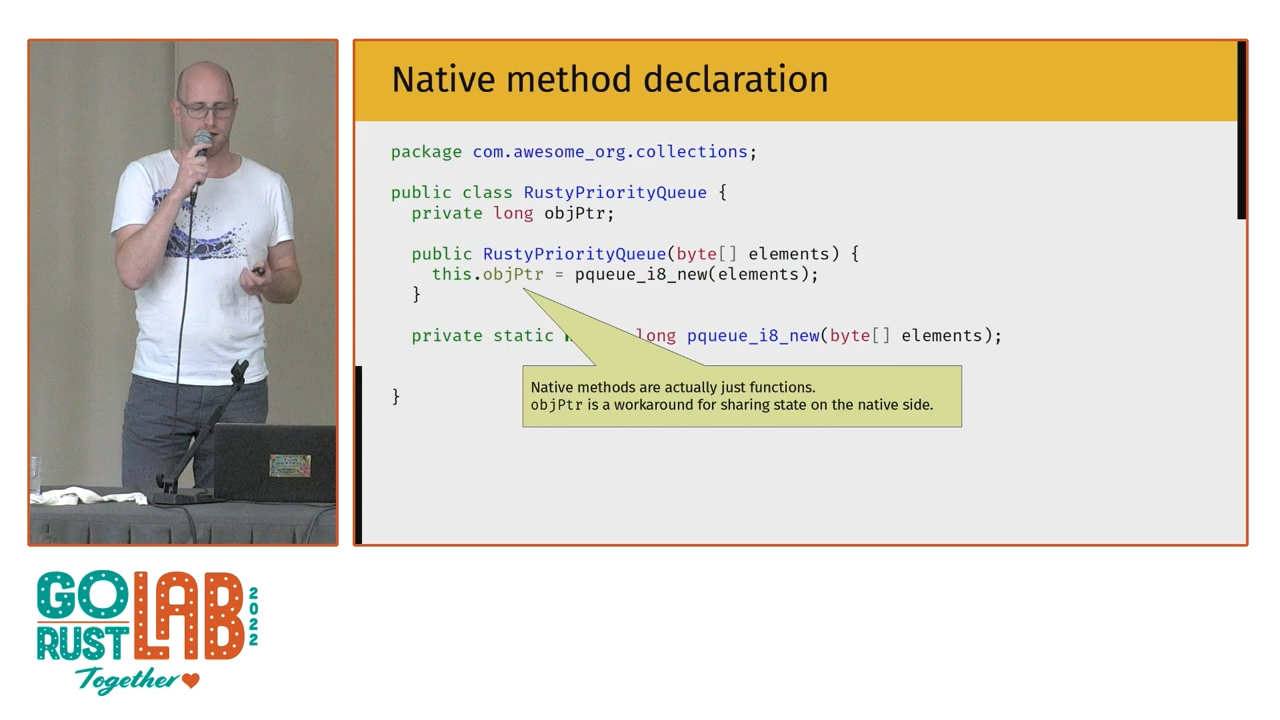 Native method declaration
package com.awesome_org.collections;
public class RustyPriorityQueue {
private long objPtr;
public RustyPriorityQueue(byte[] elements) {
this.objPtr = pqueue_i8_new(elements);
}
private static long pqueue_i8_new(byte[] elements);
}
Native methods are actually just functions.
objPtr is a workaround for sharing state on the native side.
GO LAB 2022
RUST
Together